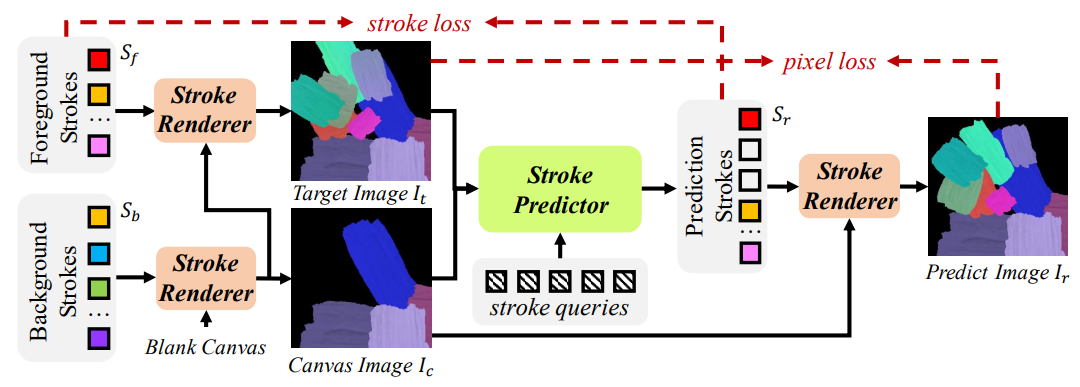 stroke loss
pixel loss
Foreground
Strokes
S_f
...
Stroke
Renderer
Target Image I_t
Background
Strokes
S_b
...
Stroke
Renderer
Blank Canvas
Canvas Image I_c
Stroke
Predictor
stroke queries
Prediction
Strokes
S_r
...
Stroke
Renderer
Predict Image I_r